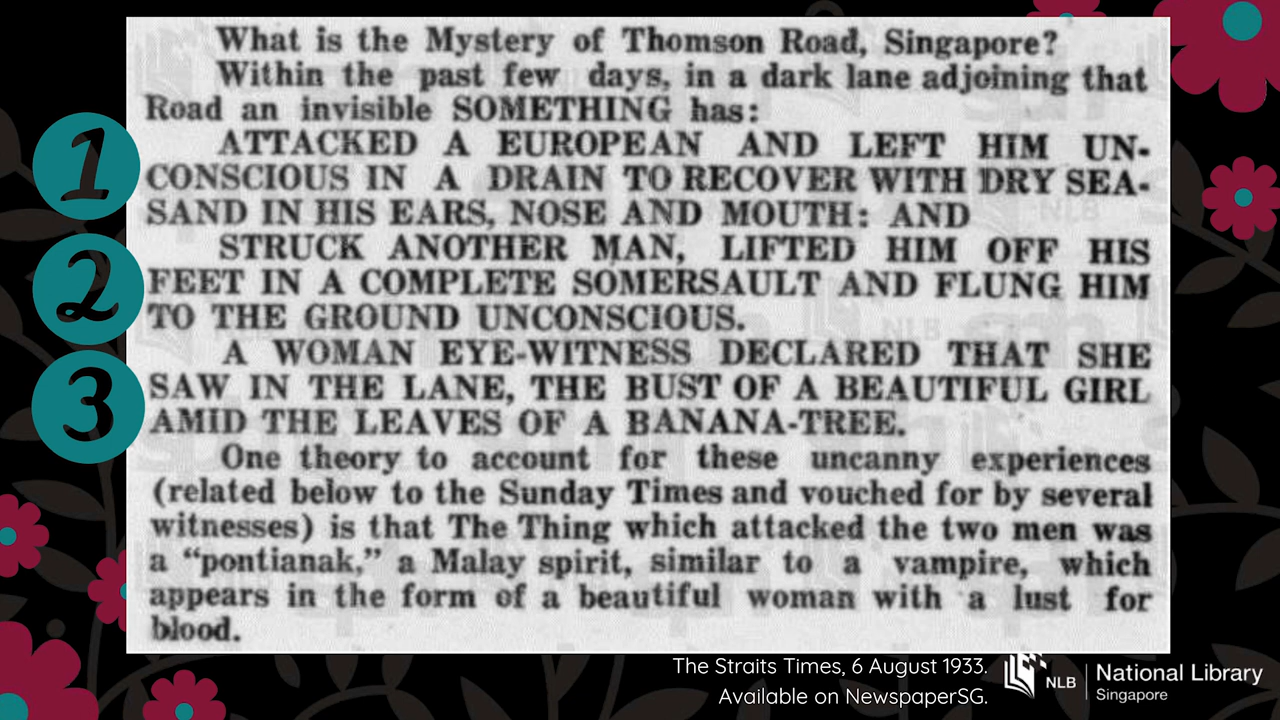 What is the Mystery of Thomson Road, Singapore?
Within the past few days, in a dark lane adjoining that
Road an invisible SOMETHING has:
1
ATTACKED A EUROPEAN AND LEFT HIM UN-
CONSCIOUS IN A DRAIN TO RECOVER WITH DRY SEA-
SAND IN HIS EARS, NOSE AND MOUTH: AND
2
STRUCK ANOTHER MAN, LIFTED HIM OFF HIS
FEET IN A COMPLETE SOMERSAULT AND FLUNG HIM
TO THE GROUND UNCONSCIOUS.
3
A WOMAN EYE-WITNESS DECLARED THAT SHE
SAW IN THE LANE, THE BUST OF A BEAUTIFUL GIRL
AMID THE LEAVES OF A BANANA-TREE.
One theory to account for these uncanny experiences
(related below to the Sunday Times and vouched for by several
witnesses) is that The Thing which attacked the two men was
a “pontianak,” a Malay spirit, similar to a vampire, which
appears in the form of a beautiful woman with a lust for
blood.
The Straits Times, 6 August 1933.
Available on NewspaperSG.
NLB
National Library
Singapore